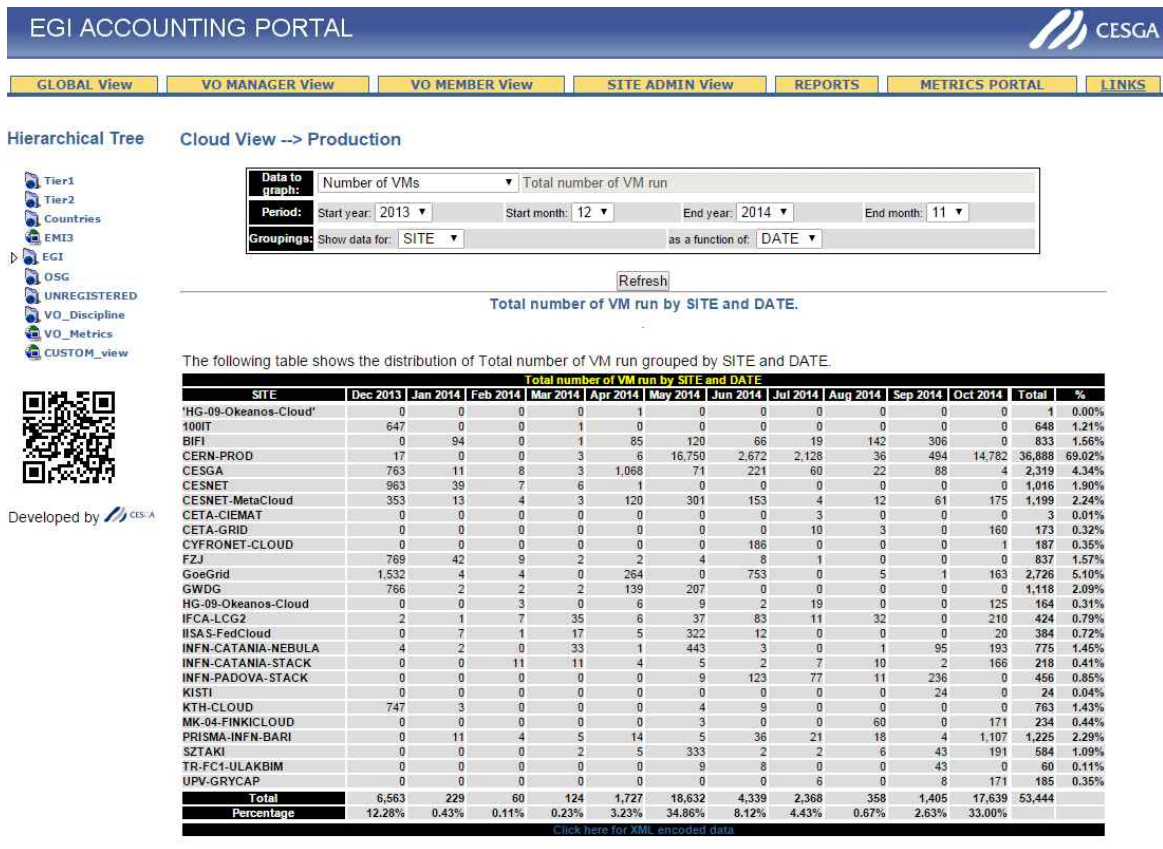 EGI ACCOUNTING PORTAL
CESGA
GLOBAL View VO MANAGER View VO MEMBER View SITE ADMIN View REPORTS METRICS PORTAL LINKS
Hierarchical Tree
Tier1
Tier2
Countries
EMI3
EGI
OSG
UNREGISTERED
VO_Discipline
VO_Metrics
CUSTOM_view
Developed by CESGA
Cloud View --> Production
Data to graph: Number of VMs Total number of VM run
Period: Start year: 2013 Start month: 12 End year: 2014 End month: 11
Groupings: Show data for: SITE as a function of: DATE
Refresh
Total number of VM run by SITE and DATE.
The following table shows the distribution of Total number of VM run grouped by SITE and DATE.
Total number of VM run by SITE and DATE
SITE Dec 2013 Jan 2014 Feb 2014 Mar 2014 Apr 2014 May 2014 Jun 2014 Jul 2014 Aug 2014 Sep 2014 Oct 2014 Total %
'HG-09-Okeanos-Cloud' 0 0 0 0 1 0 0 0 0 0 0 1 0.00%
100IT 647 0 0 1 0 0 0 0 0 0 0 648 1.21%
BIFI 0 94 0 1 85 120 66 19 142 306 0 833 1.56%
CERN-PROD 17 0 0 3 6 16,750 2,672 2,128 36 494 14,782 36,888 69.02%
CESGA 763 11 8 3 1,068 71 221 60 22 88 4 2,319 4.34%
CESNET 963 39 7 6 1 0 0 0 0 0 0 1,016 1.90%
CESNET-MetaCloud 353 13 4 3 120 301 153 4 12 61 175 1,199 2.24%
CETA-CIEMAT 0 0 0 0 0 0 0 3 0 0 0 3 0.01%
CETA-GRID 0 0 0 0 0 0 0 10 3 0 160 173 0.32%
CYFRONET-CLOUD 0 0 0 0 0 0 186 0 0 0 1 187 0.35%
FZJ 769 42 9 2 2 4 8 1 0 0 0 837 1.57%
GoeGrid 1,532 4 4 0 264 0 753 0 5 1 163 2,726 5.10%
GWDG 766 2 2 2 139 207 0 0 0 0 0 1,118 2.09%
HG-09-Okeanos-Cloud 0 0 3 0 6 9 2 19 0 0 125 164 0.31%
IFCA-LCG2 2 1 7 35 6 37 83 11 32 0 210 424 0.79%
IISAS-FedCloud 0 7 1 17 5 322 12 0 0 0 20 384 0.72%
INFN-CATANIA-NEBULA 4 2 0 33 1 443 3 0 1 95 193 775 1.45%
INFN-CATANIA-STACK 0 0 11 11 4 5 2 7 10 2 166 218 0.41%
INFN-PADOVA-STACK 0 0 0 0 0 9 123 77 11 236 0 456 0.85%
KISTI 0 0 0 0 0 0 0 0 0 24 0 24 0.04%
KTH-CLOUD 747 3 0 0 0 4 9 0 0 0 0 763 1.43%
MK-04-FINKICLOUD 0 0 0 0 0 3 0 0 60 0 171 234 0.44%
PRISMA-INFN-BARI 0 11 4 5 14 5 36 21 18 4 1,107 1,225 2.29%
SZTAKI 0 0 0 2 5 333 2 2 6 43 191 584 1.09%
TR-FC1-ULAKBIM 0 0 0 0 0 9 8 0 0 43 0 60 0.11%
UPV-GRYCAP 0 0 0 0 0 0 0 6 0 8 171 185 0.35%
Total 6,563 229 60 124 1,727 18,632 4,339 2,368 358 1,405 17,639 53,444
Percentage 12.28% 0.43% 0.11% 0.23% 3.23% 34.86% 8.12% 4.43% 0.67% 2.63% 33.00%
Click here for XML encoded data